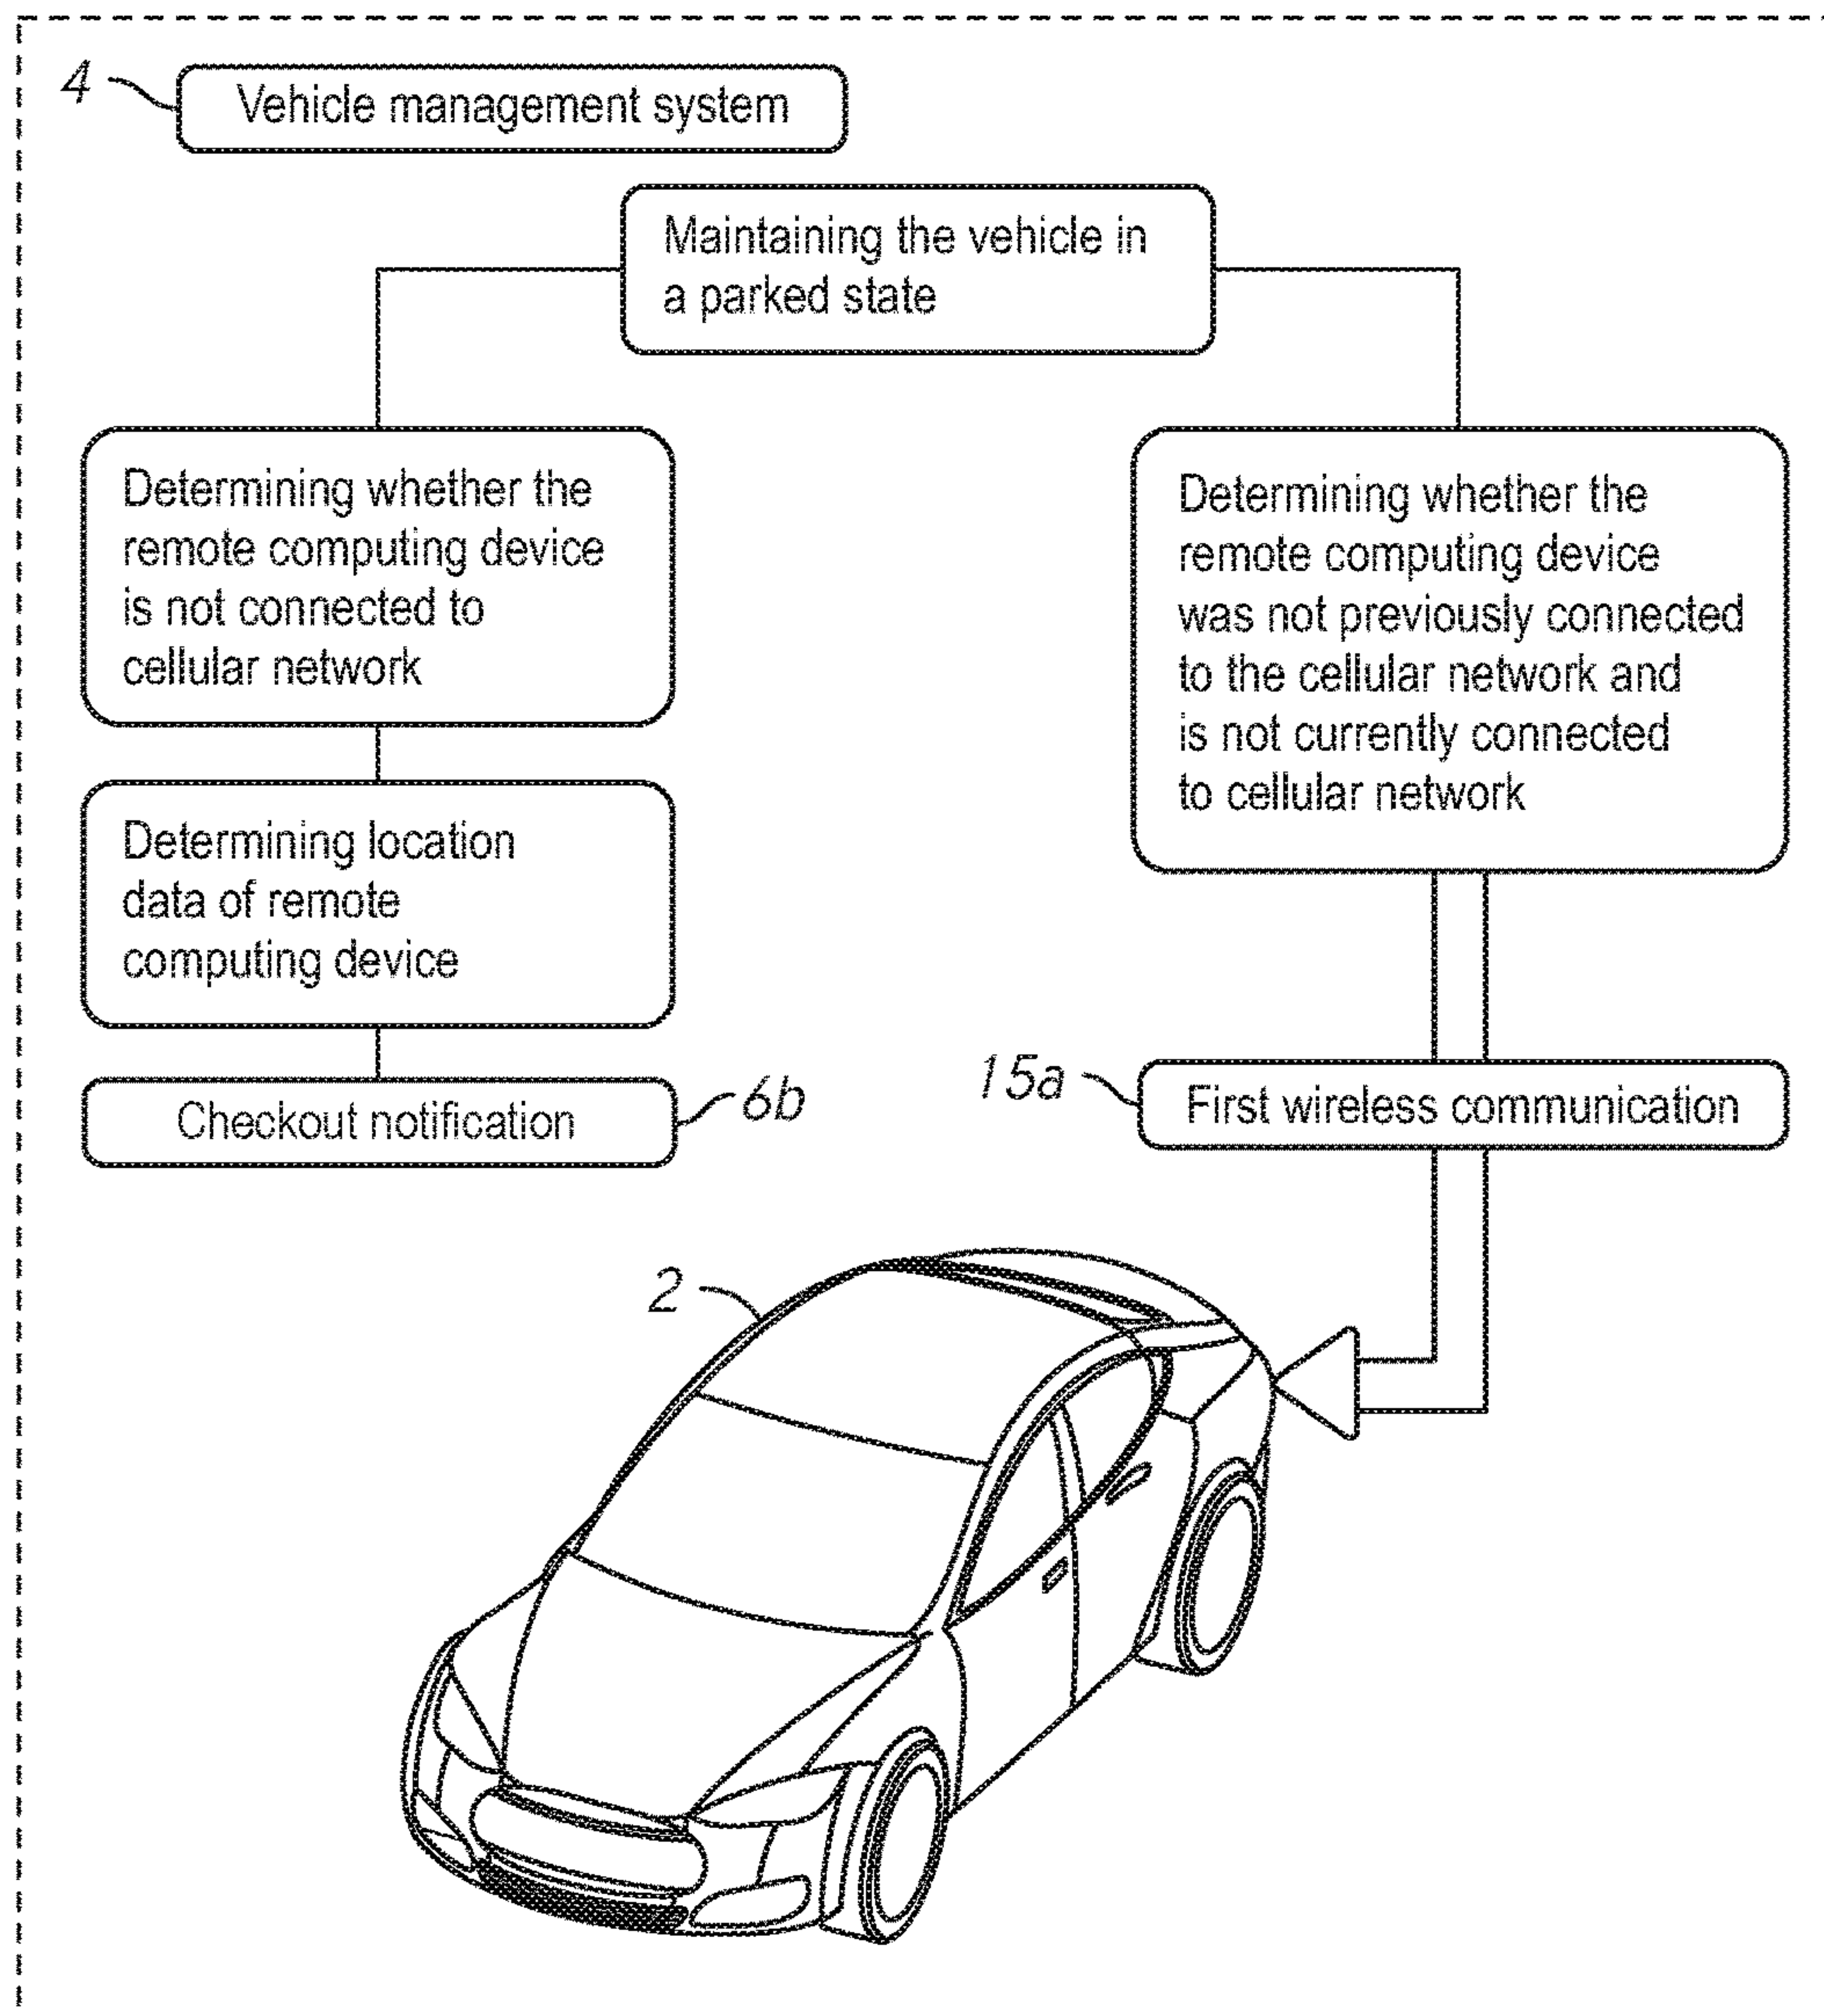 4
Vehicle management system
Maintaining the vehicle in
a parked state
Determining whether the
remote computing device
is not connected to
cellular network
Determining whether the
remote computing device
was not previously connected
to the cellular network and
is not currently connected
to cellular network
Determining location
data of remote
computing device
Checkout notification
6b
15a
First wireless communication
2